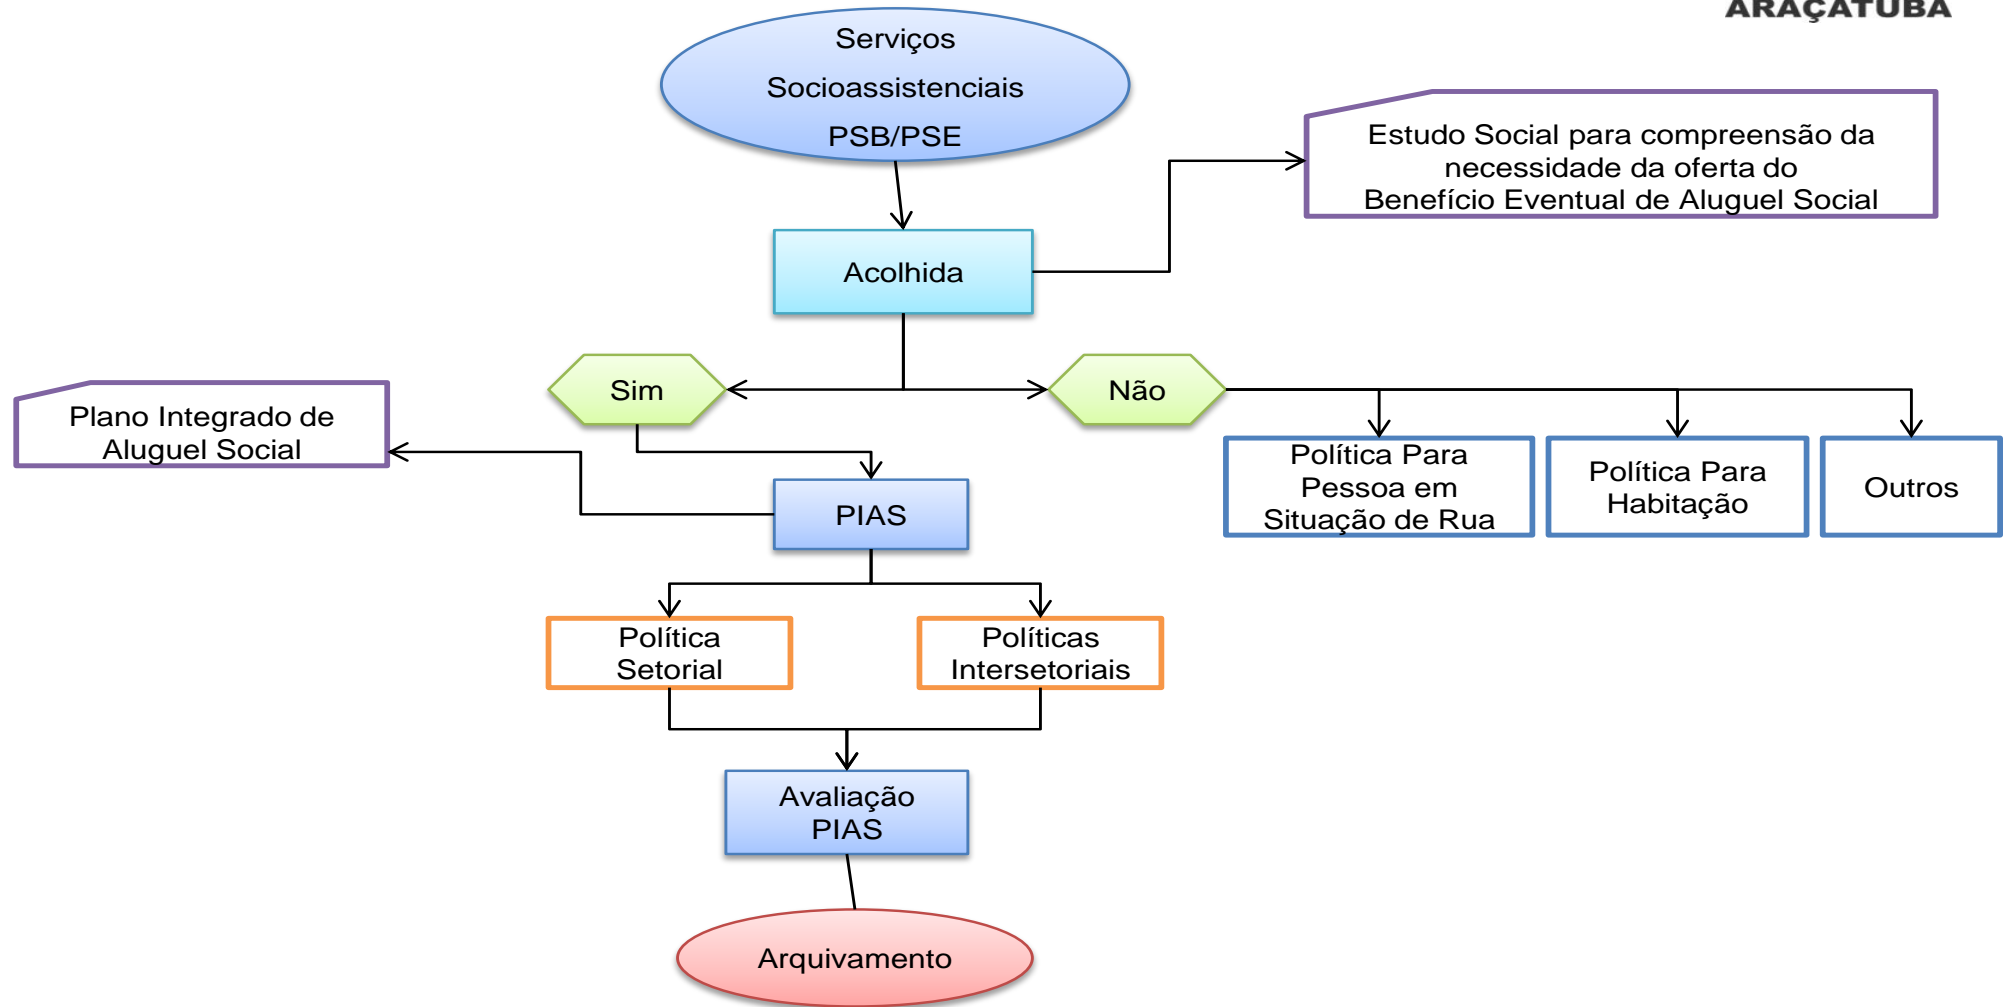 ARAÇATUBA
Serviços
Socioassistenciais
PSB/PSE
Estudo Social para compreensão da
necessidade da oferta do
Benefício Eventual de Aluguel Social
Acolhida
Sim
Não
Plano Integrado de
Aluguel Social
Política Para
Pessoa em
Situação de Rua
Política Para
Habitação
Outros
PIAS
Política
Setorial
Políticas
Intersetoriais
Avaliação
PIAS
Arquivamento